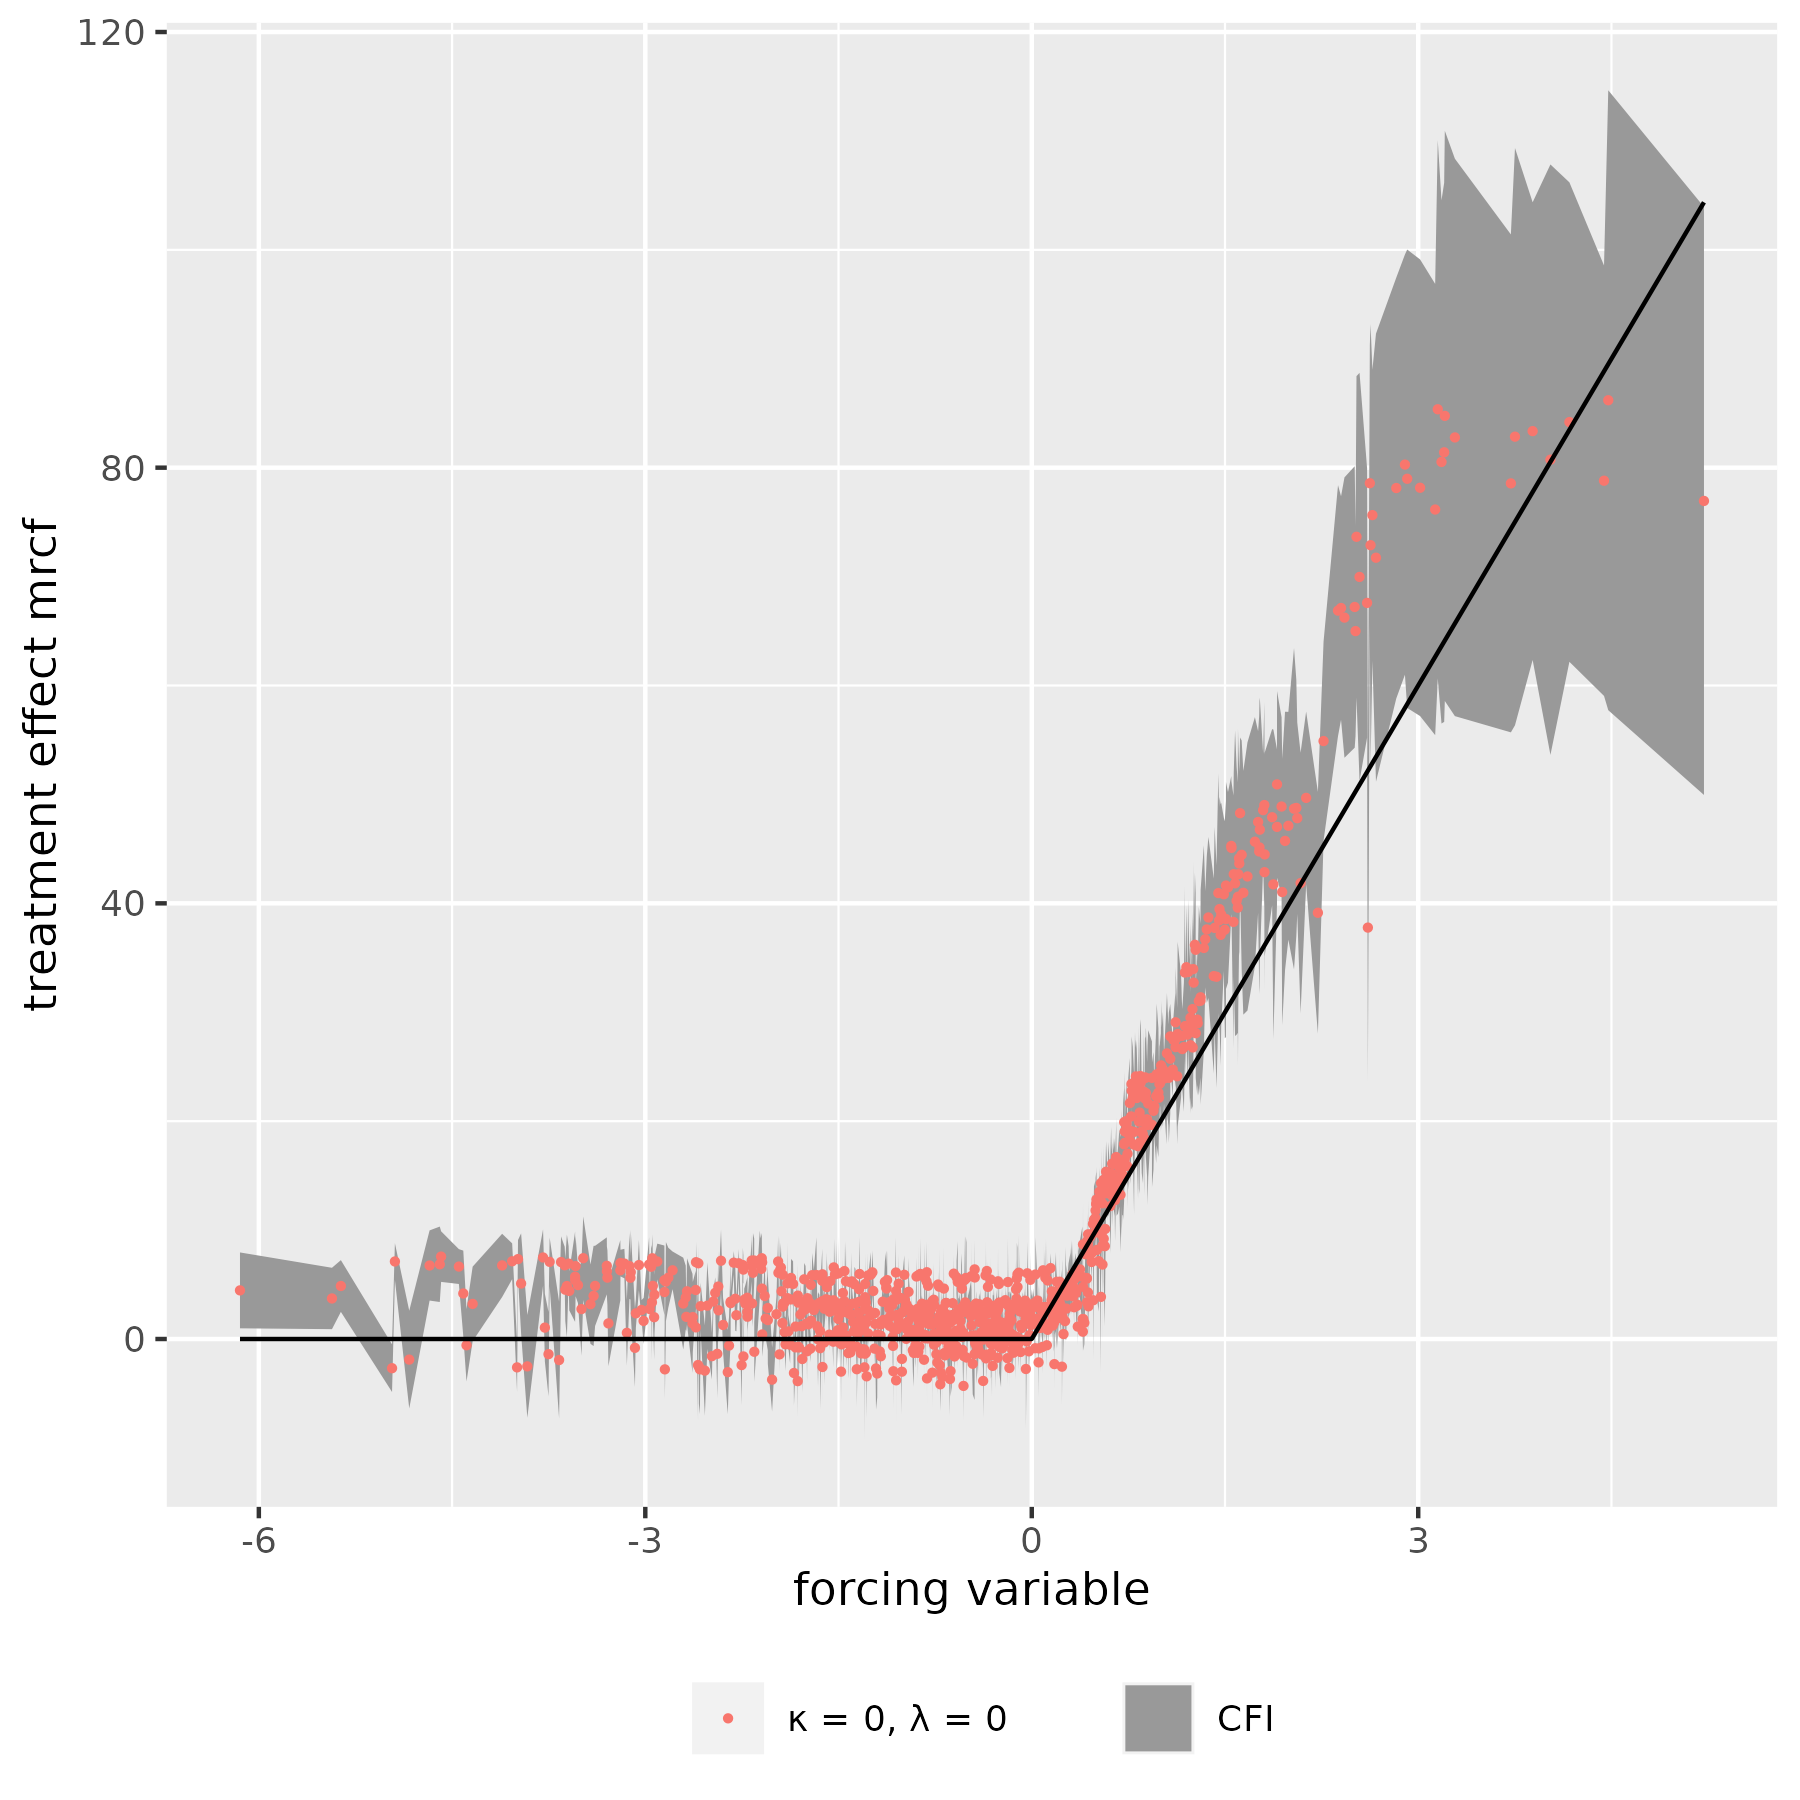 120
80
40
0
-6 -3 0 3
treatment effect mrcf
forcing variable
κ = 0, λ = 0 CFI